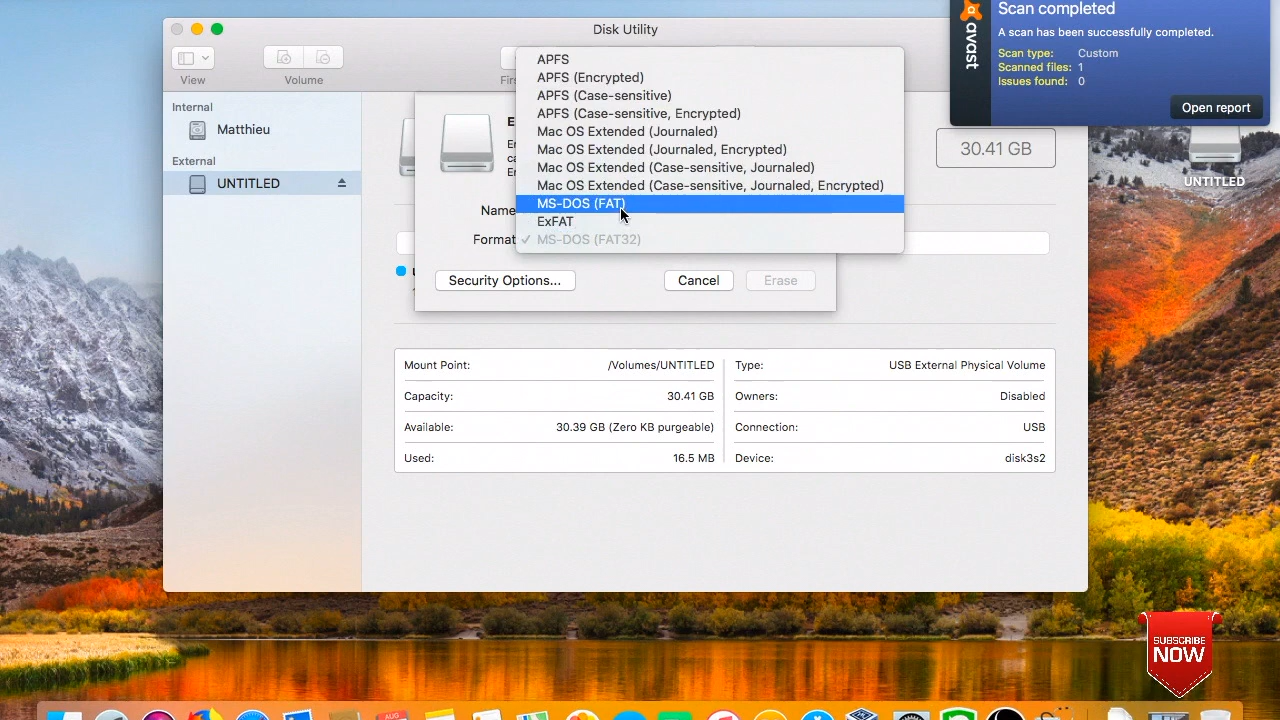 Disk Utility
View
Volume
Scan completed
A scan has been successfully completed.
Scan type: Custom
Scanned files: 1
Issues found: 0
Open report
avast
Internal
Matthieu
External
UNTITLED
APFS
APFS (Encrypted)
APFS (Case-sensitive)
APFS (Case-sensitive, Encrypted)
Mac OS Extended (Journaled)
Mac OS Extended (Journaled, Encrypted)
Mac OS Extended (Case-sensitive, Journaled)
Mac OS Extended (Case-sensitive, Journaled, Encrypted)
MS-DOS (FAT)
ExFAT
✓ MS-DOS (FAT32)
Name
Format
30.41 GB
UNTITLED
Security Options...
Cancel
Erase
Mount Point: /Volumes/UNTITLED
Capacity: 30.41 GB
Available: 30.39 GB (Zero KB purgeable)
Used: 16.5 MB
Type: USB External Physical Volume
Owners: Disabled
Connection: USB
Device: disk3s2
SUBSCRIBE
NOW
AUG